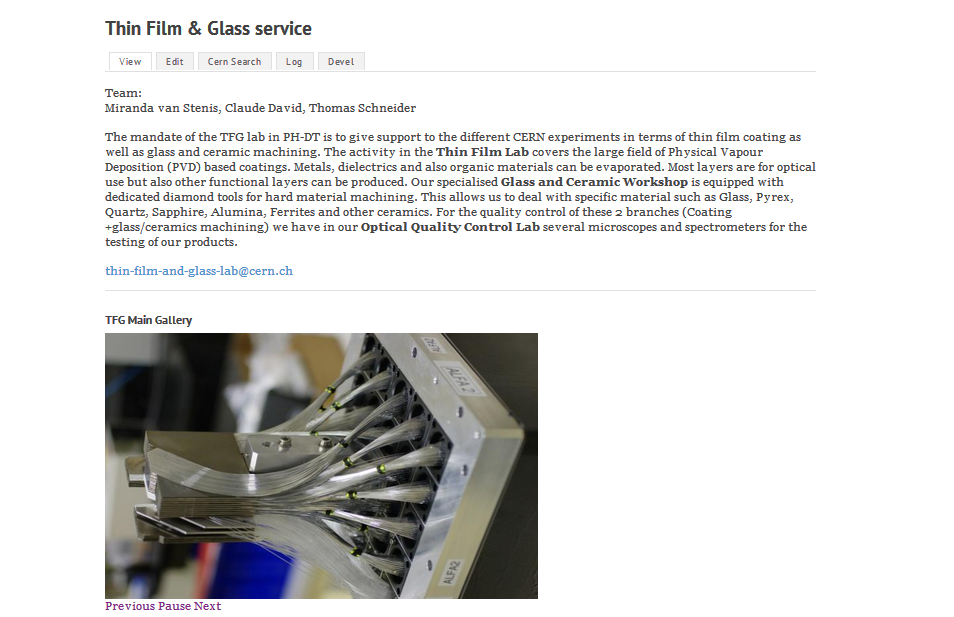 Thin Film & Glass service
View Edit Cern Search Log Devel
Team:
Miranda van Stenis, Claude David, Thomas Schneider
The mandate of the TFG lab in PH-DT is to give support to the different CERN experiments in terms of thin film coating as
well as glass and ceramic machining. The activity in the Thin Film Lab covers the large field of Physical Vapour
Deposition (PVD) based coatings. Metals, dielectrics and also organic materials can be evaporated. Most layers are for optical
use but also other functional layers can be produced. Our specialised Glass and Ceramic Workshop is equipped with
dedicated diamond tools for hard material machining. This allows us to deal with specific material such as Glass, Pyrex,
Quartz, Sapphire, Alumina, Ferrites and other ceramics. For the quality control of these 2 branches (Coating
+glass/ceramics machining) we have in our Optical Quality Control Lab several microscopes and spectrometers for the
testing of our products.
thin-film-and-glass-lab@cern.ch
TFG Main Gallery
ALFA 2
ALFA2
Previous Pause Next